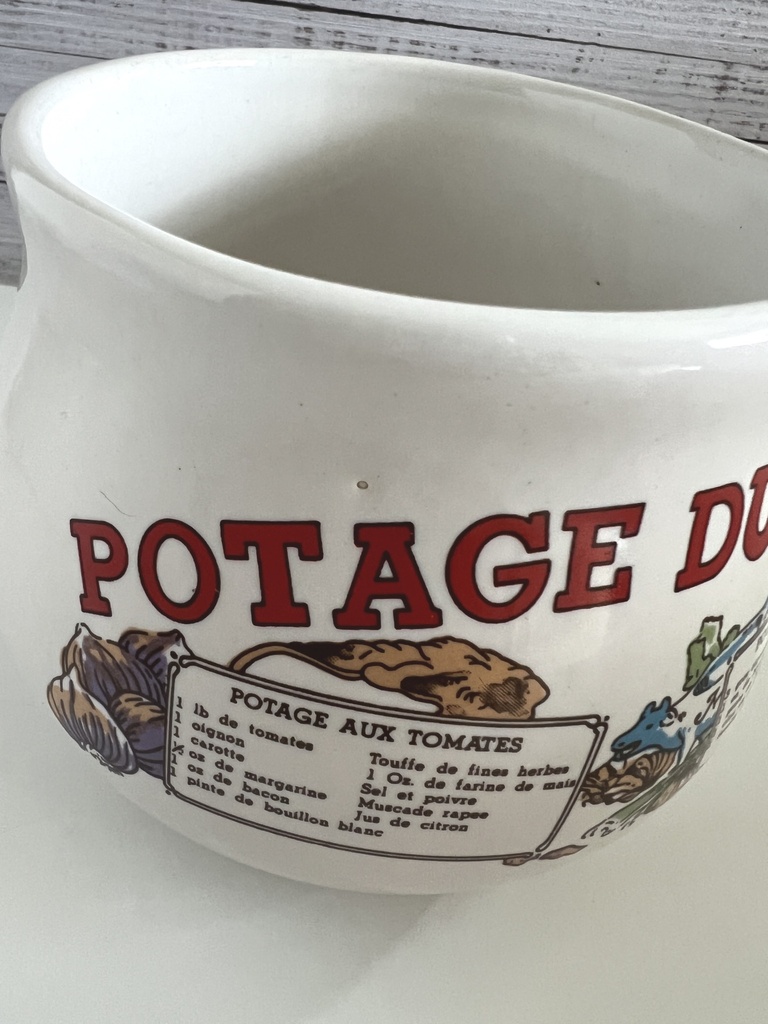 POTAGE DU
POTAGE AUX TOMATES
1 lb de tomates
1 oignon
1 carotte
½ oz de margarine
1 oz de bacon
1 pinte de bouillon blanc
Touffe de fines herbes
1 Oz. de farine de mais
Sel et poivre
Muscade rapee
Jus de citron